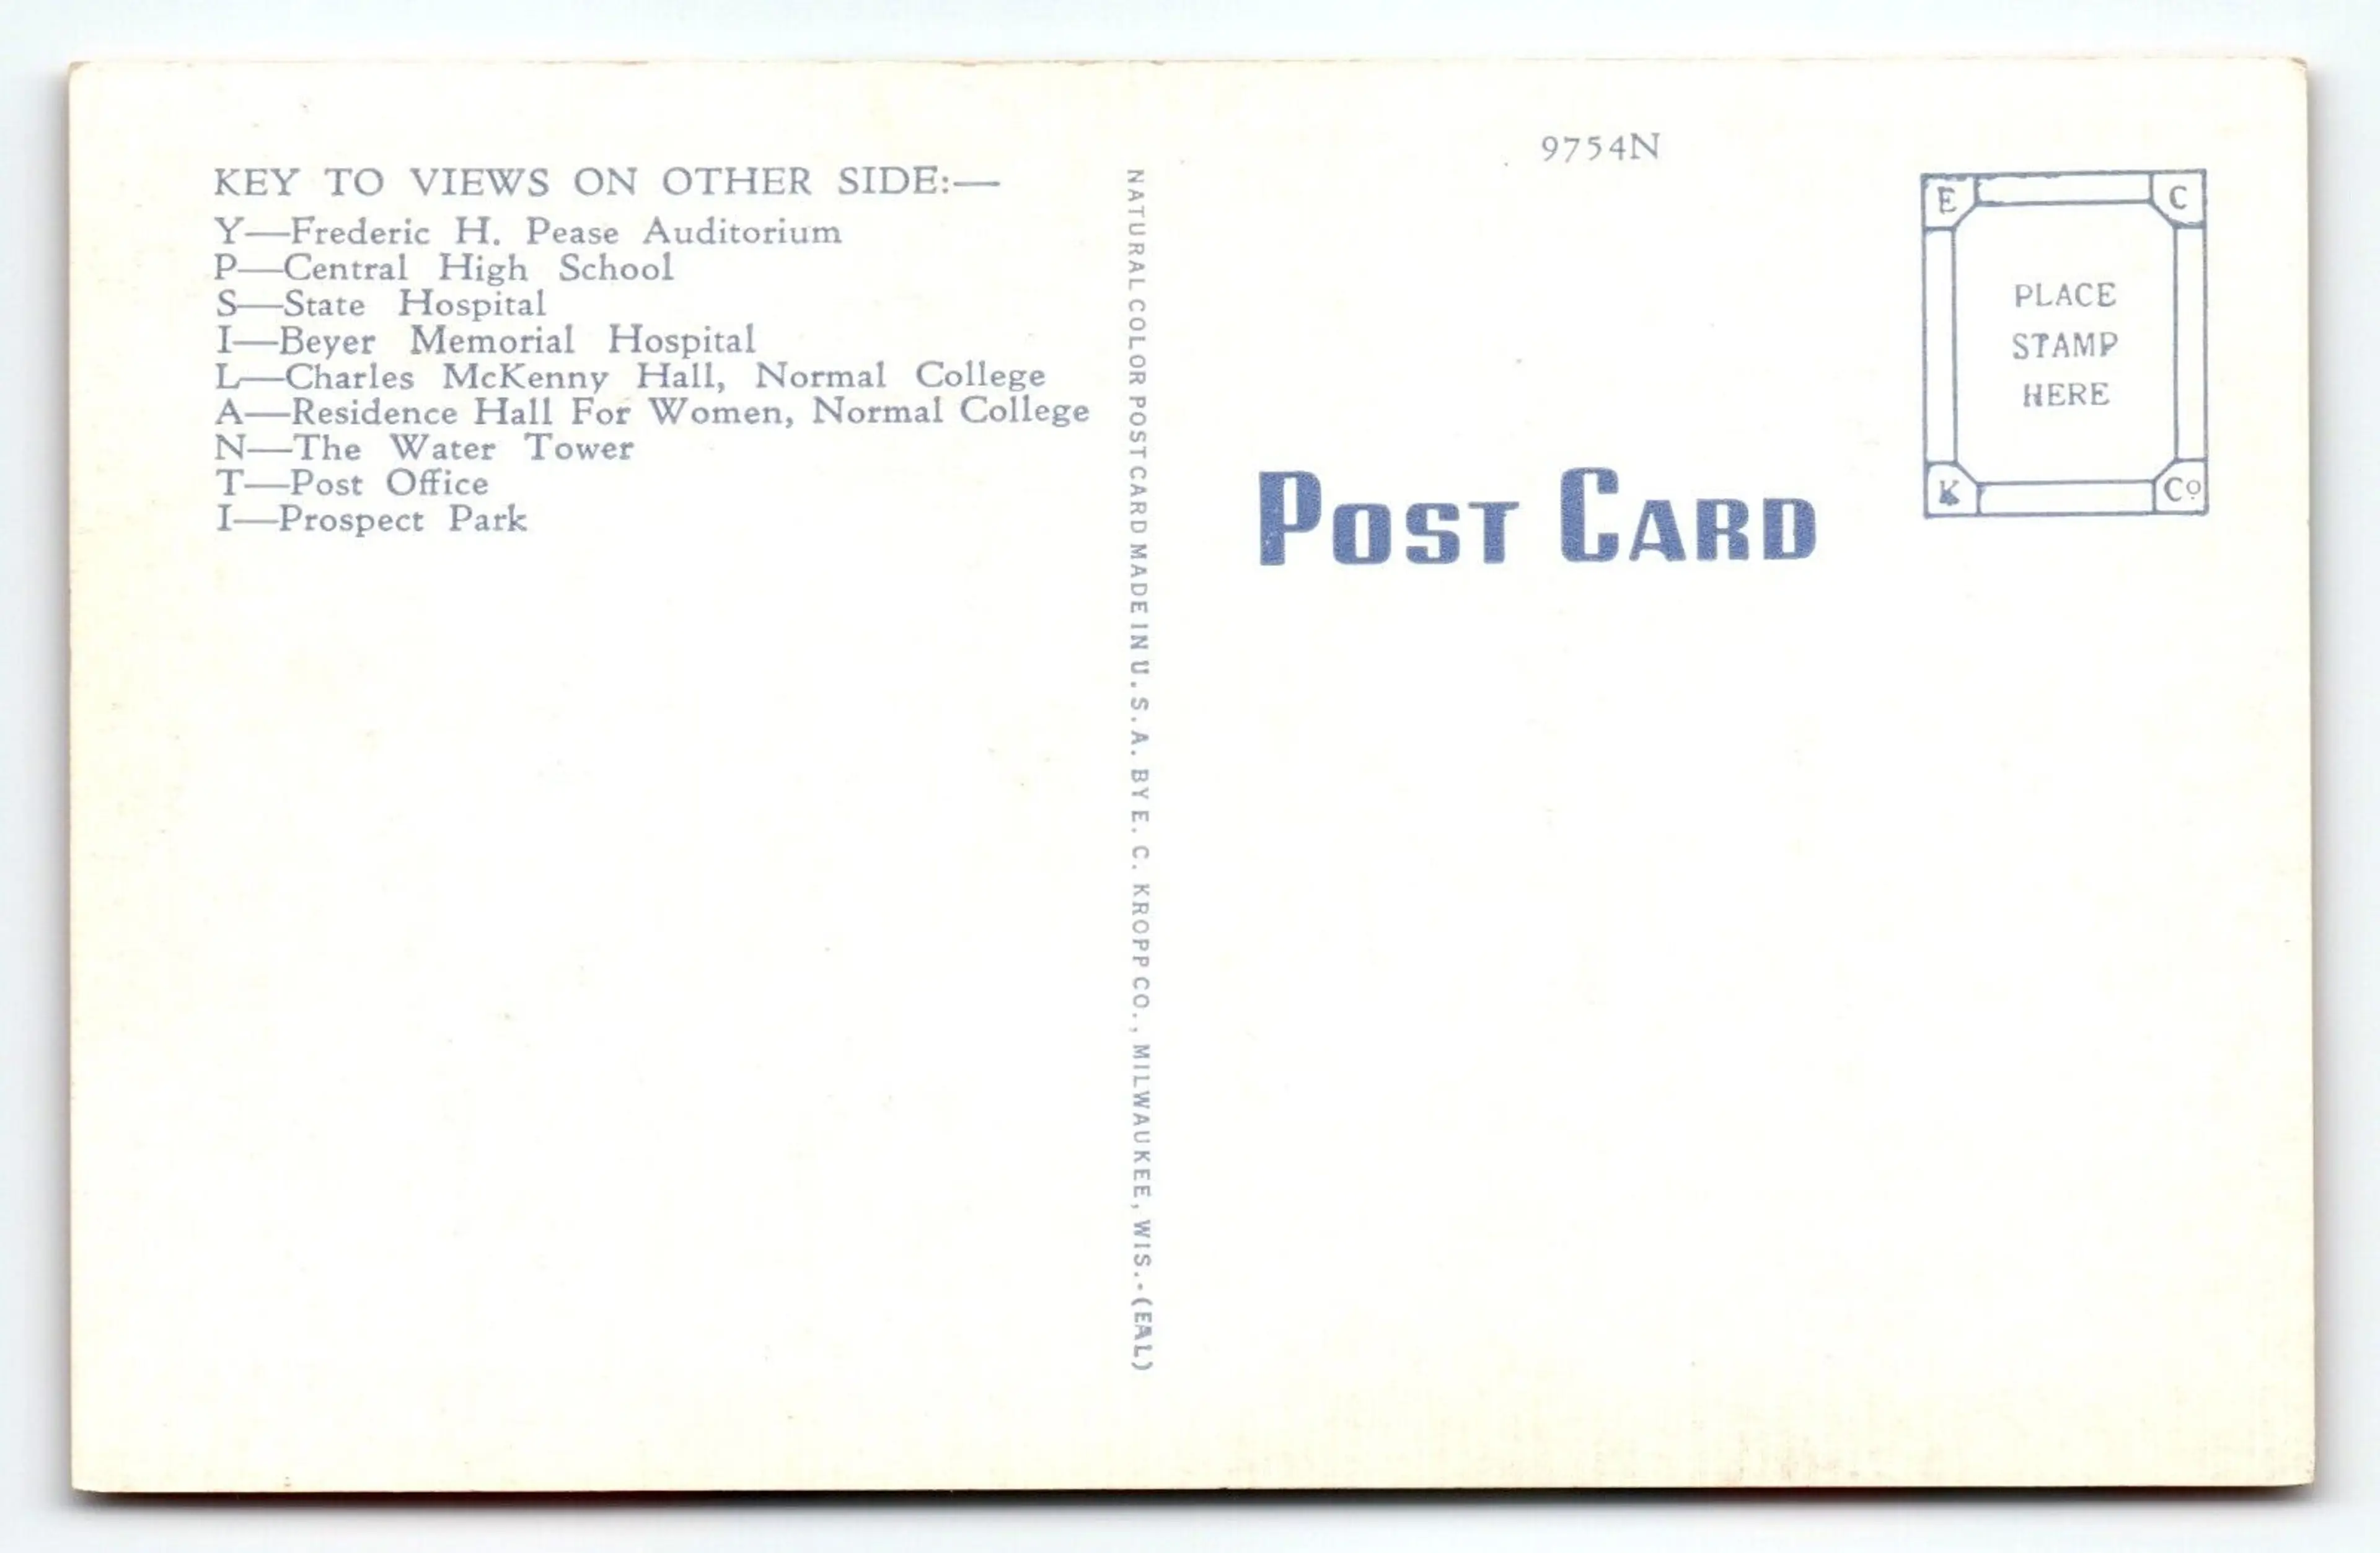 KEY TO VIEWS ON OTHER SIDE:—
Y—Frederic H. Pease Auditorium
P—Central High School
S—State Hospital
I—Beyer Memorial Hospital
L—Charles McKenny Hall, Normal College
A—Residence Hall For Women, Normal College
N—The Water Tower
T—Post Office
I—Prospect Park
NATURAL COLOR POST CARD MADE IN U. S. A. BY E. C. KROPP CO., MILWAUKEE, WIS.-(EAL)
9754N
POST CARD
E C
PLACE
STAMP
HERE
K Co